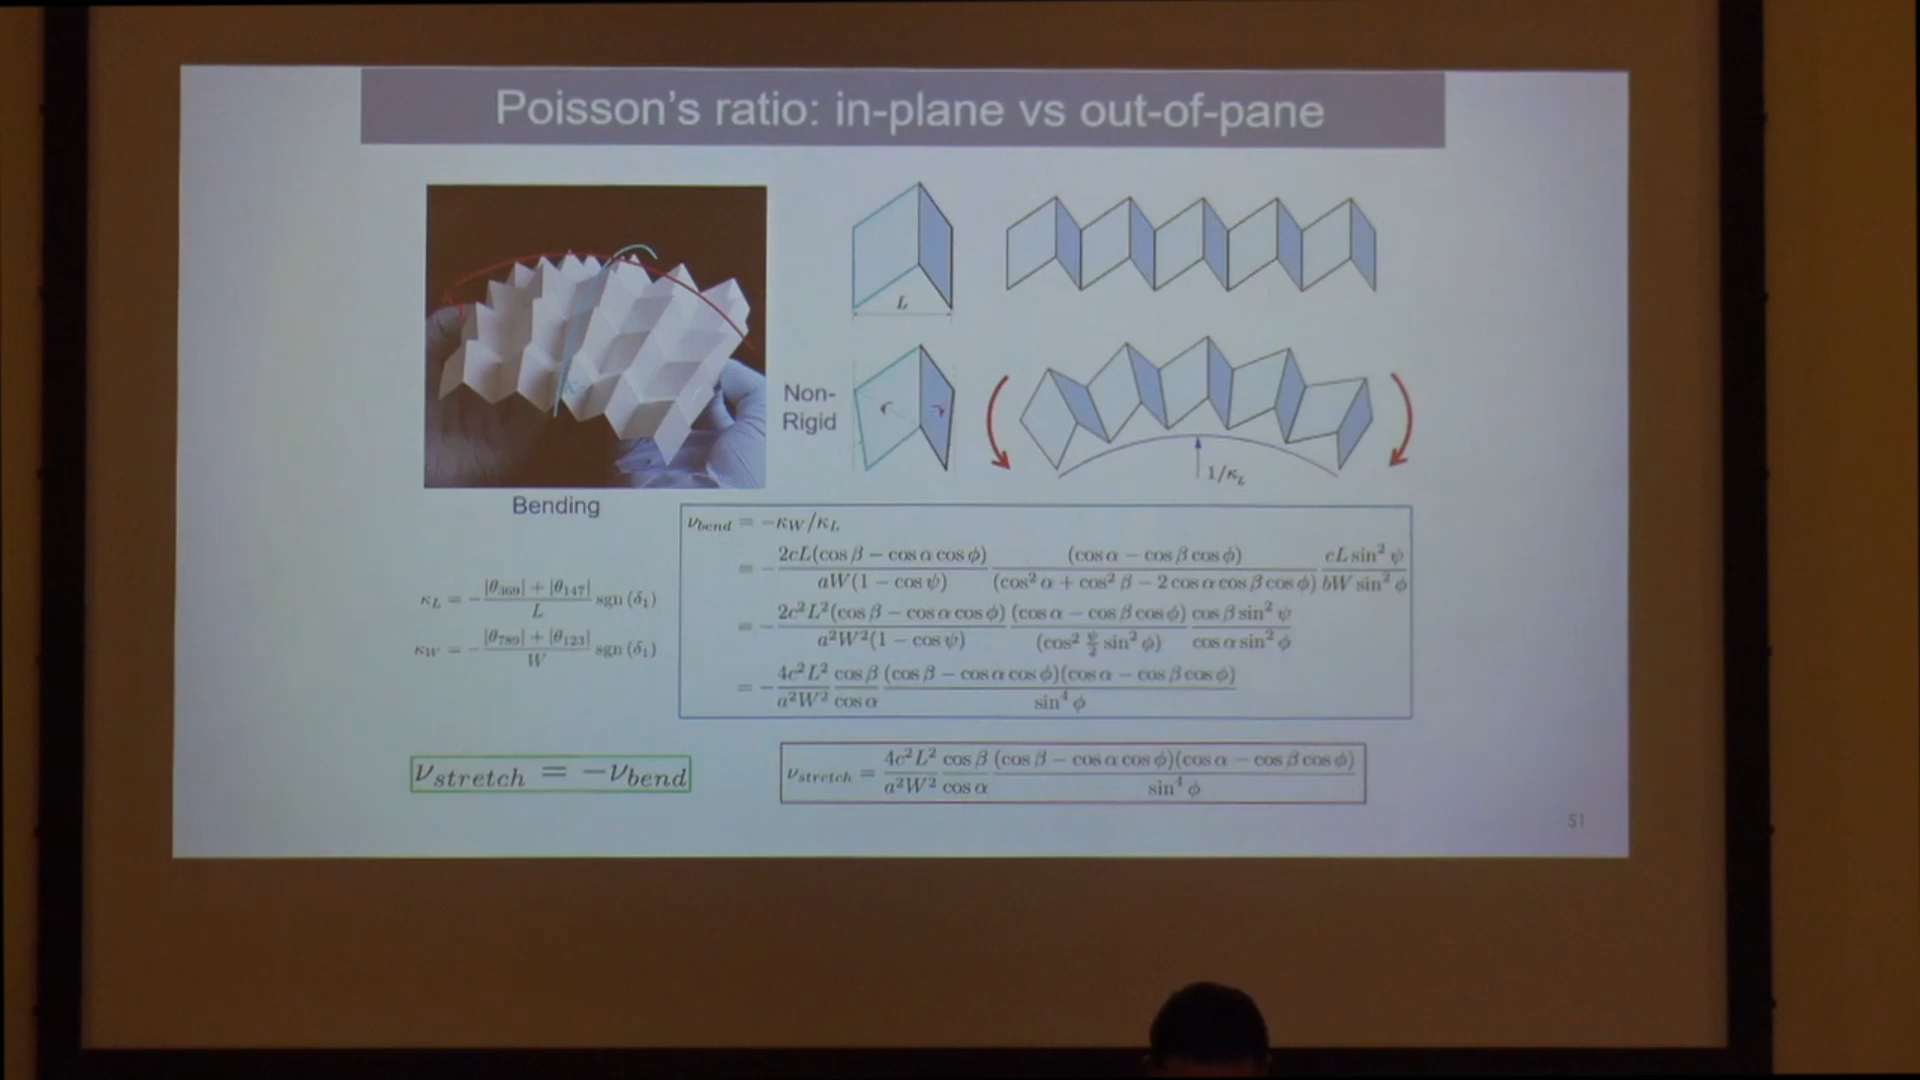 Poisson's ratio: in-plane vs out-of-pane
L
Non-
Rigid
1/κ_L
Bending
κ_L = −(|θ_369| + |θ_147|)/L sgn (δ_1)
κ_W = −(|θ_789| + |θ_123|)/W sgn (δ_1)
ν_bend = −κ_W/κ_L
= −2cL(cos β − cos α cos ϕ)/aW(1 − cos ψ) (cos α − cos β cos ϕ)/(cos² α + cos² β − 2 cos α cos β cos ϕ) cL sin² ψ/bW sin² ϕ
= −2c²L²(cos β − cos α cos ϕ)/a²W²(1 − cos ψ) (cos α − cos β cos ϕ)/(cos² ψ/2 sin² ϕ) cos β sin² ψ/cos α sin² ϕ
= −4c²L²/a²W² cos β/cos α (cos β − cos α cos ϕ)(cos α − cos β cos ϕ)/sin⁴ ϕ
ν_stretch = −ν_bend
ν_stretch = 4c²L²/a²W² cos β/cos α (cos β − cos α cos ϕ)(cos α − cos β cos ϕ)/sin⁴ ϕ
51